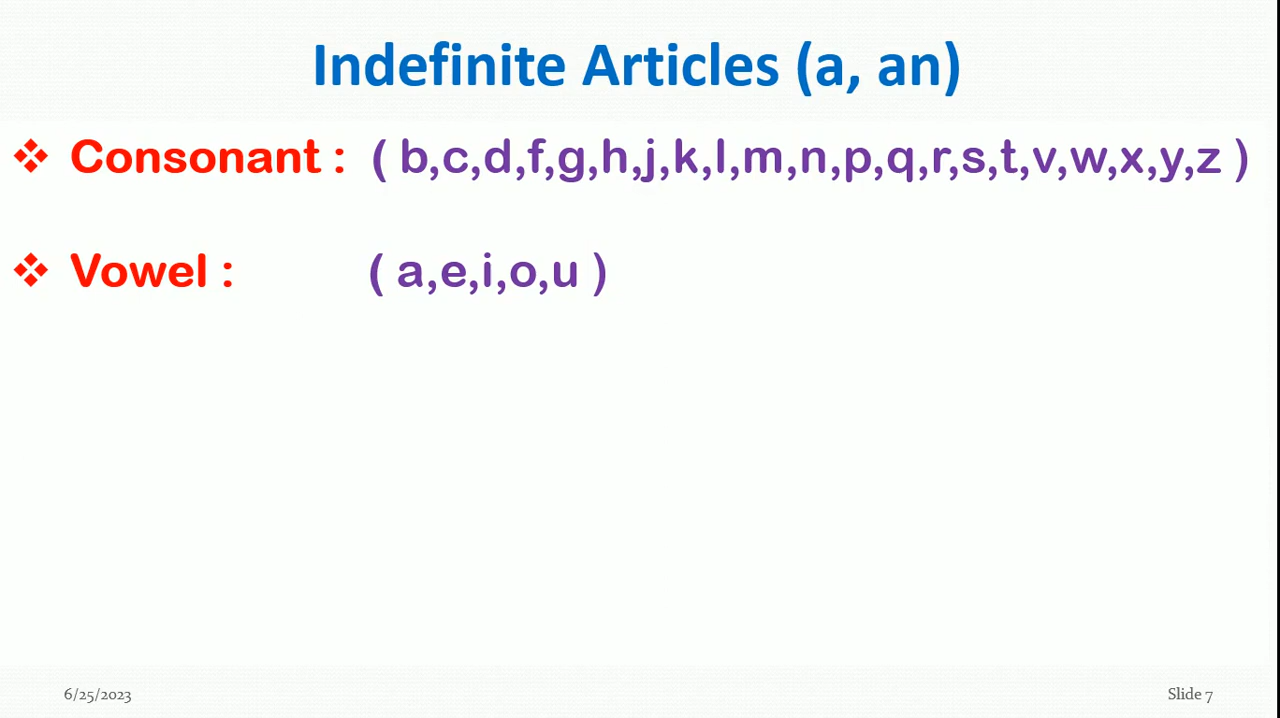 Indefinite Articles (a, an)
❖ Consonant : ( b,c,d,f,g,h,j,k,l,m,n,p,q,r,s,t,v,w,x,y,z )
❖ Vowel : ( a,e,i,o,u )
6/25/2023
Slide 7